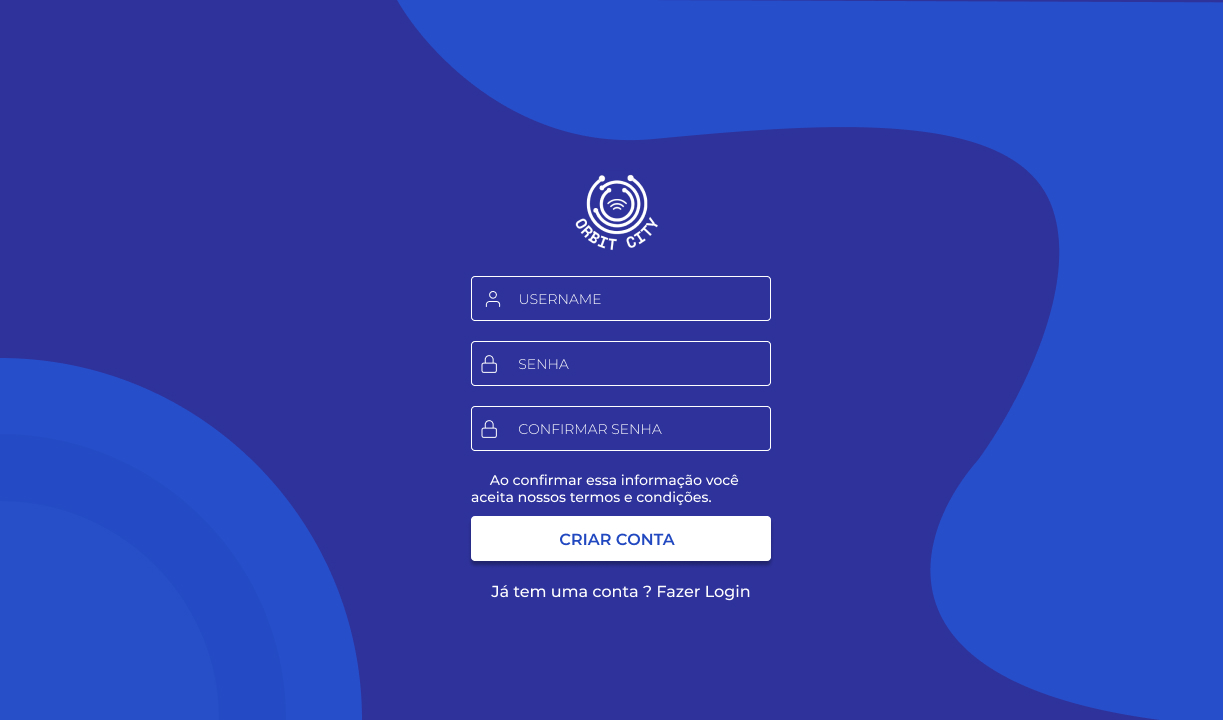 ORBIT CITY
USERNAME
SENHA
CONFIRMAR SENHA
Ao confirmar essa informação você
aceita nossos termos e condições.
CRIAR CONTA
Já tem uma conta ? Fazer Login